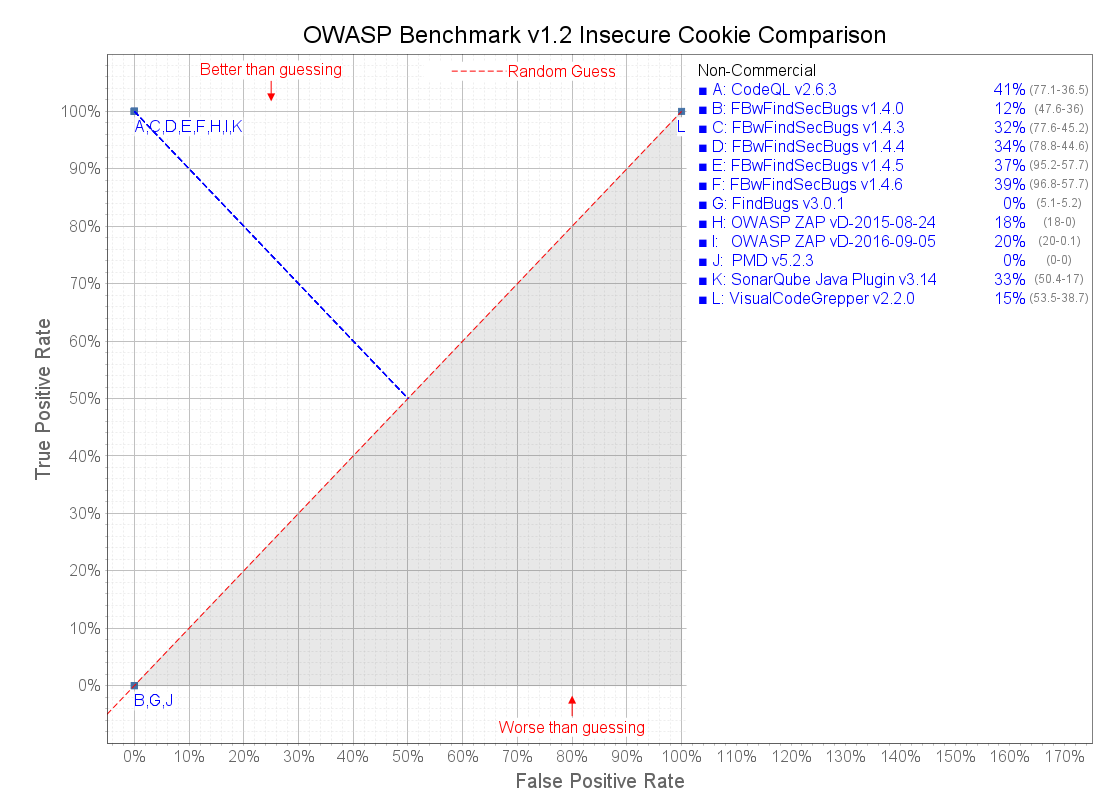 OWASP Benchmark v1.2 Insecure Cookie Comparison
Better than guessing
Random Guess
Non-Commercial
A: CodeQL v2.6.3 41% (77.1-36.5)
B: FBwFindSecBugs v1.4.0 12% (47.6-36)
C: FBwFindSecBugs v1.4.3 32% (77.6-45.2)
D: FBwFindSecBugs v1.4.4 34% (78.8-44.6)
E: FBwFindSecBugs v1.4.5 37% (95.2-57.7)
F: FBwFindSecBugs v1.4.6 39% (96.8-57.7)
G: FindBugs v3.0.1 0% (5.1-5.2)
H: OWASP ZAP vD-2015-08-24 18% (18-0)
I: OWASP ZAP vD-2016-09-05 20% (20-0.1)
J: PMD v5.2.3 0% (0-0)
K: SonarQube Java Plugin v3.14 33% (50.4-17)
L: VisualCodeGrepper v2.2.0 15% (53.5-38.7)
100%
A,C,D,E,F,H,I,K
L
90%
80%
70%
60%
50%
40%
30%
20%
10%
0%
True Positive Rate
B,G,J
Worse than guessing
0% 10% 20% 30% 40% 50% 60% 70% 80% 90% 100% 110% 120% 130% 140% 150% 160% 170%
False Positive Rate